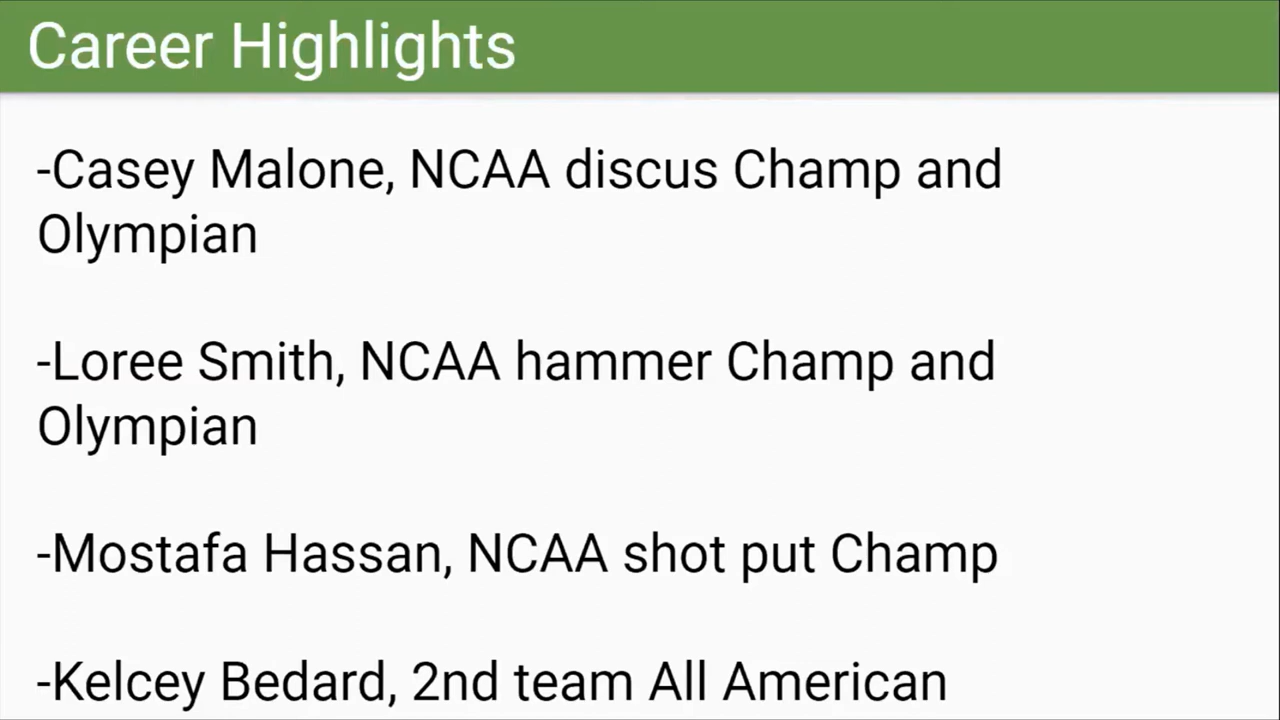 Career Highlights
-Casey Malone, NCAA discus Champ and
Olympian
-Loree Smith, NCAA hammer Champ and
Olympian
-Mostafa Hassan, NCAA shot put Champ
-Kelcey Bedard, 2nd team All American